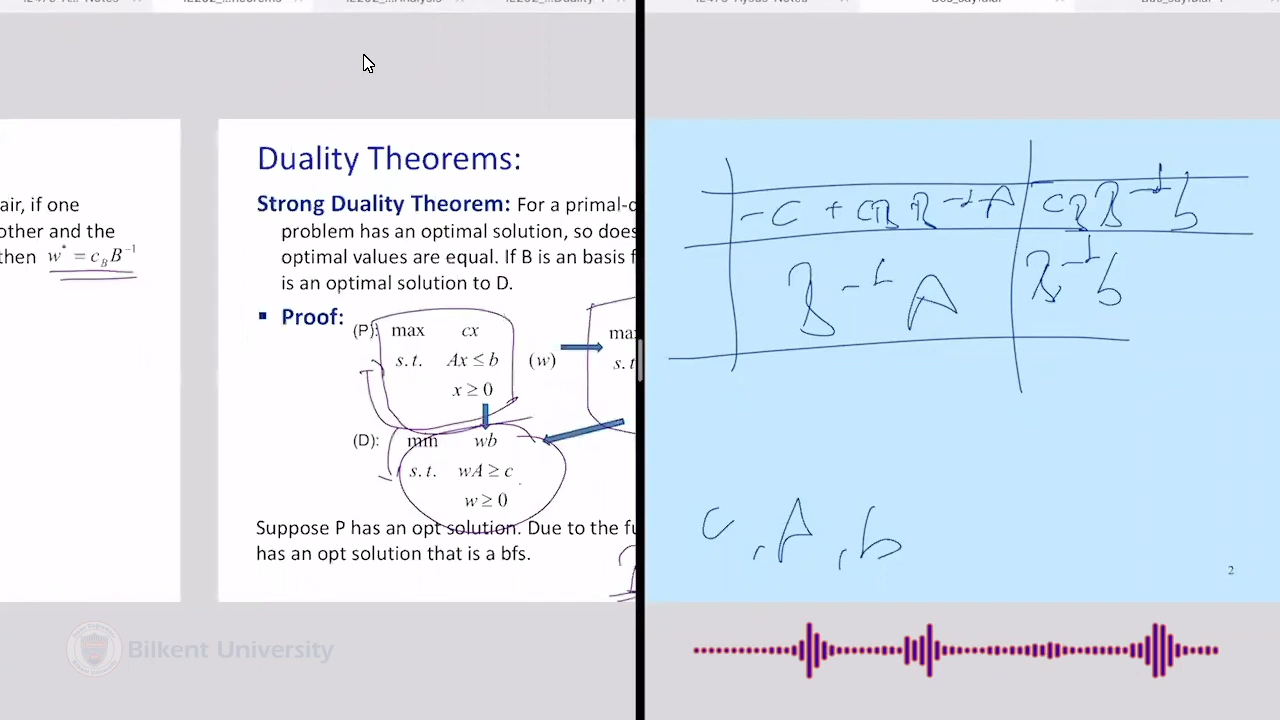 air, if one
other and the
then w* = c_B B^{-1}
Duality Theorems:
Strong Duality Theorem: For a primal-d
problem has an optimal solution, so does
optimal values are equal. If B is an basis f
is an optimal solution to D.
▪ Proof:
(P): max cx
s.t. Ax ≤ b (w)
x ≥ 0
max
s.t
(D): min wb
s.t. wA ≥ c
w ≥ 0
Suppose P has an opt solution. Due to the fu
has an opt solution that is a bfs.
Bilkent University
-c + cB B^{-1} A cB B^{-1} b
B^{-1} A B^{-1} b
c, A, b
2